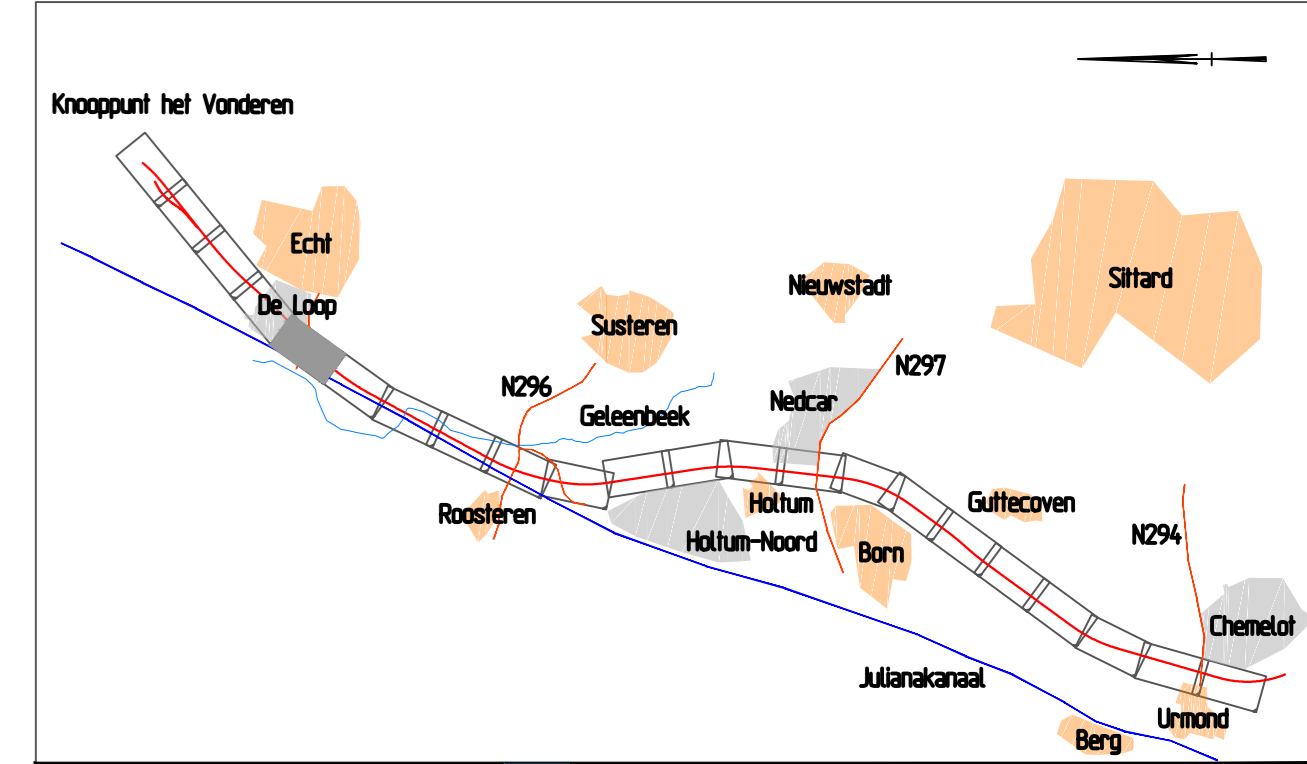 Knooppunt het Vonderen
Echt
Sittard
Nieuwstadt
De Loop
Susteren
N297
N296
Nedcar
Geleenbeek
Holtum
Guttecoven
Roosteren
N294
Holtum-Noord
Born
Chemelot
Julianakanaal
Urmond
Berg